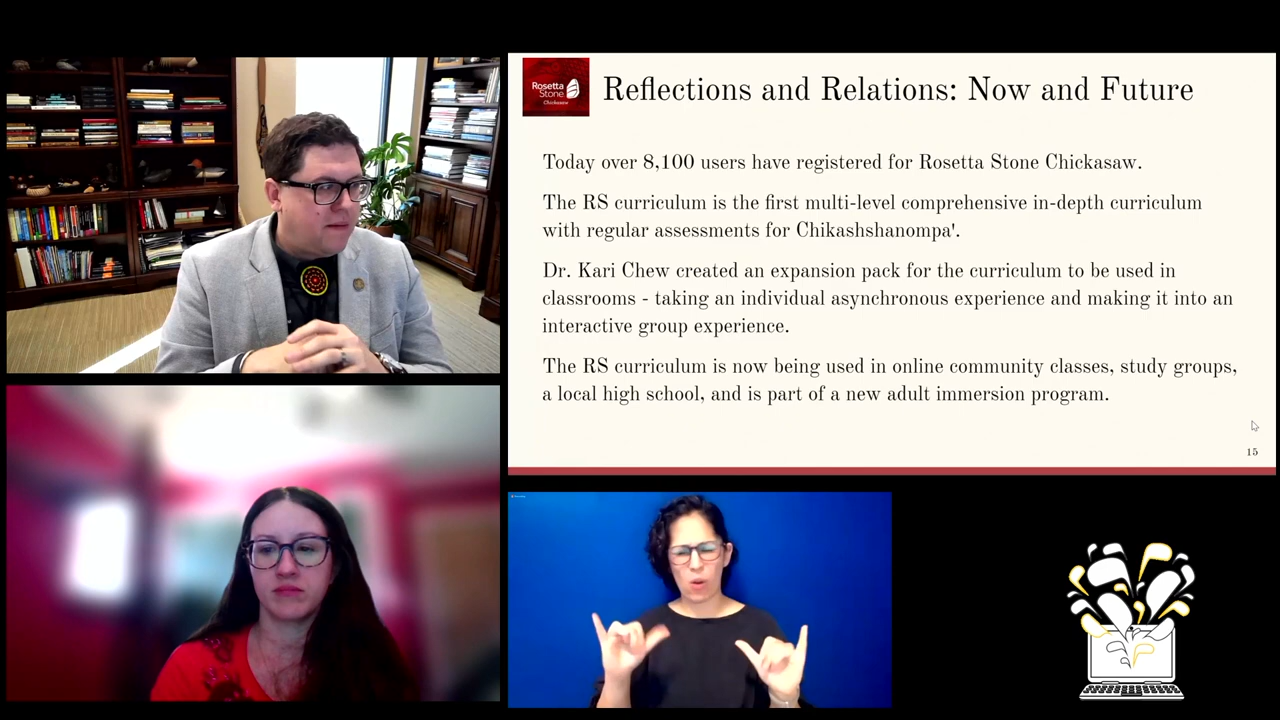 Rosetta
Stone
Chickasaw
Reflections and Relations: Now and Future
Today over 8,100 users have registered for Rosetta Stone Chickasaw.
The RS curriculum is the first multi-level comprehensive in-depth curriculum
with regular assessments for Chikashshanompa'.
Dr. Kari Chew created an expansion pack for the curriculum to be used in
classrooms - taking an individual asynchronous experience and making it into an
interactive group experience.
The RS curriculum is now being used in online community classes, study groups,
a local high school, and is part of a new adult immersion program.
15